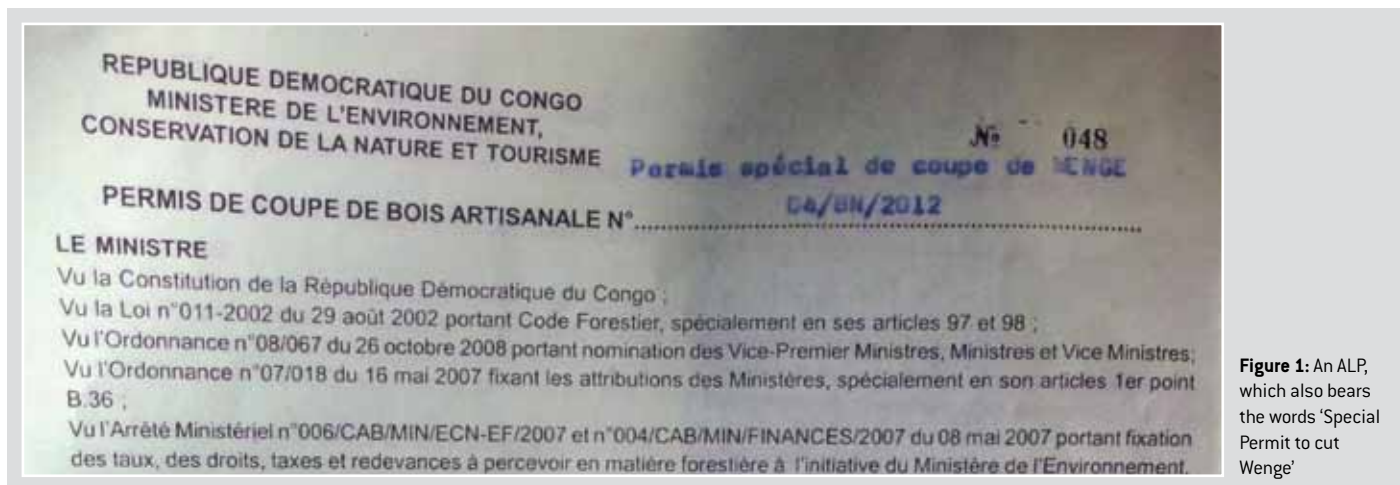 REPUBLIQUE DEMOCRATIQUE DU CONGO
MINISTERE DE L'ENVIRONNEMENT,
CONSERVATION DE LA NATURE ET TOURISME
№ 048
Permis spécial de coupe de WENGE
PERMIS DE COUPE DE BOIS ARTISANALE N°........ 04/BN/2012
LE MINISTRE
Vu la Constitution de la République Démocratique du Congo ;
Vu la Loi n°011-2002 du 29 août 2002 portant Code Forestier, spécialement en ses articles 97 et 98 ;
Vu l'Ordonnance n°08/067 du 26 octobre 2008 portant nomination des Vice-Premier Ministres, Ministres et Vice Ministres;
Vu l'Ordonnance n°07/018 du 16 mai 2007 fixant les attributions des Ministères, spécialement en son articles 1er point
B.36 ;
Vu l'Arrêté Ministériel n°006/CAB/MIN/ECN-EF/2007 et n°004/CAB/MIN/FINANCES/2007 du 08 mai 2007 portant fixation
des taux, des droits, taxes et redevances à percevoir en matière forestière à l'initiative du Ministère de l'Environnement,
Figure 1: An ALP,
which also bears
the words ‘Special
Permit to cut
Wenge’